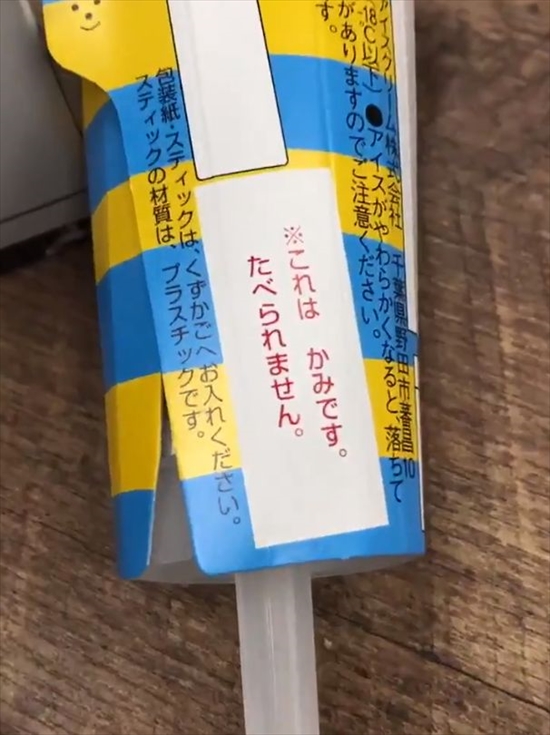 アイスクリーム株式会社 千葉県野田市蕃昌10
-18℃以下) ●アイスがやわらかくなると、落ちて
がありますのでご注意ください。
す。
※これは かみです。
たべられません。
包装紙・スティックは、くずかごへお入れください。
スティックの材質は、プラスチックです。